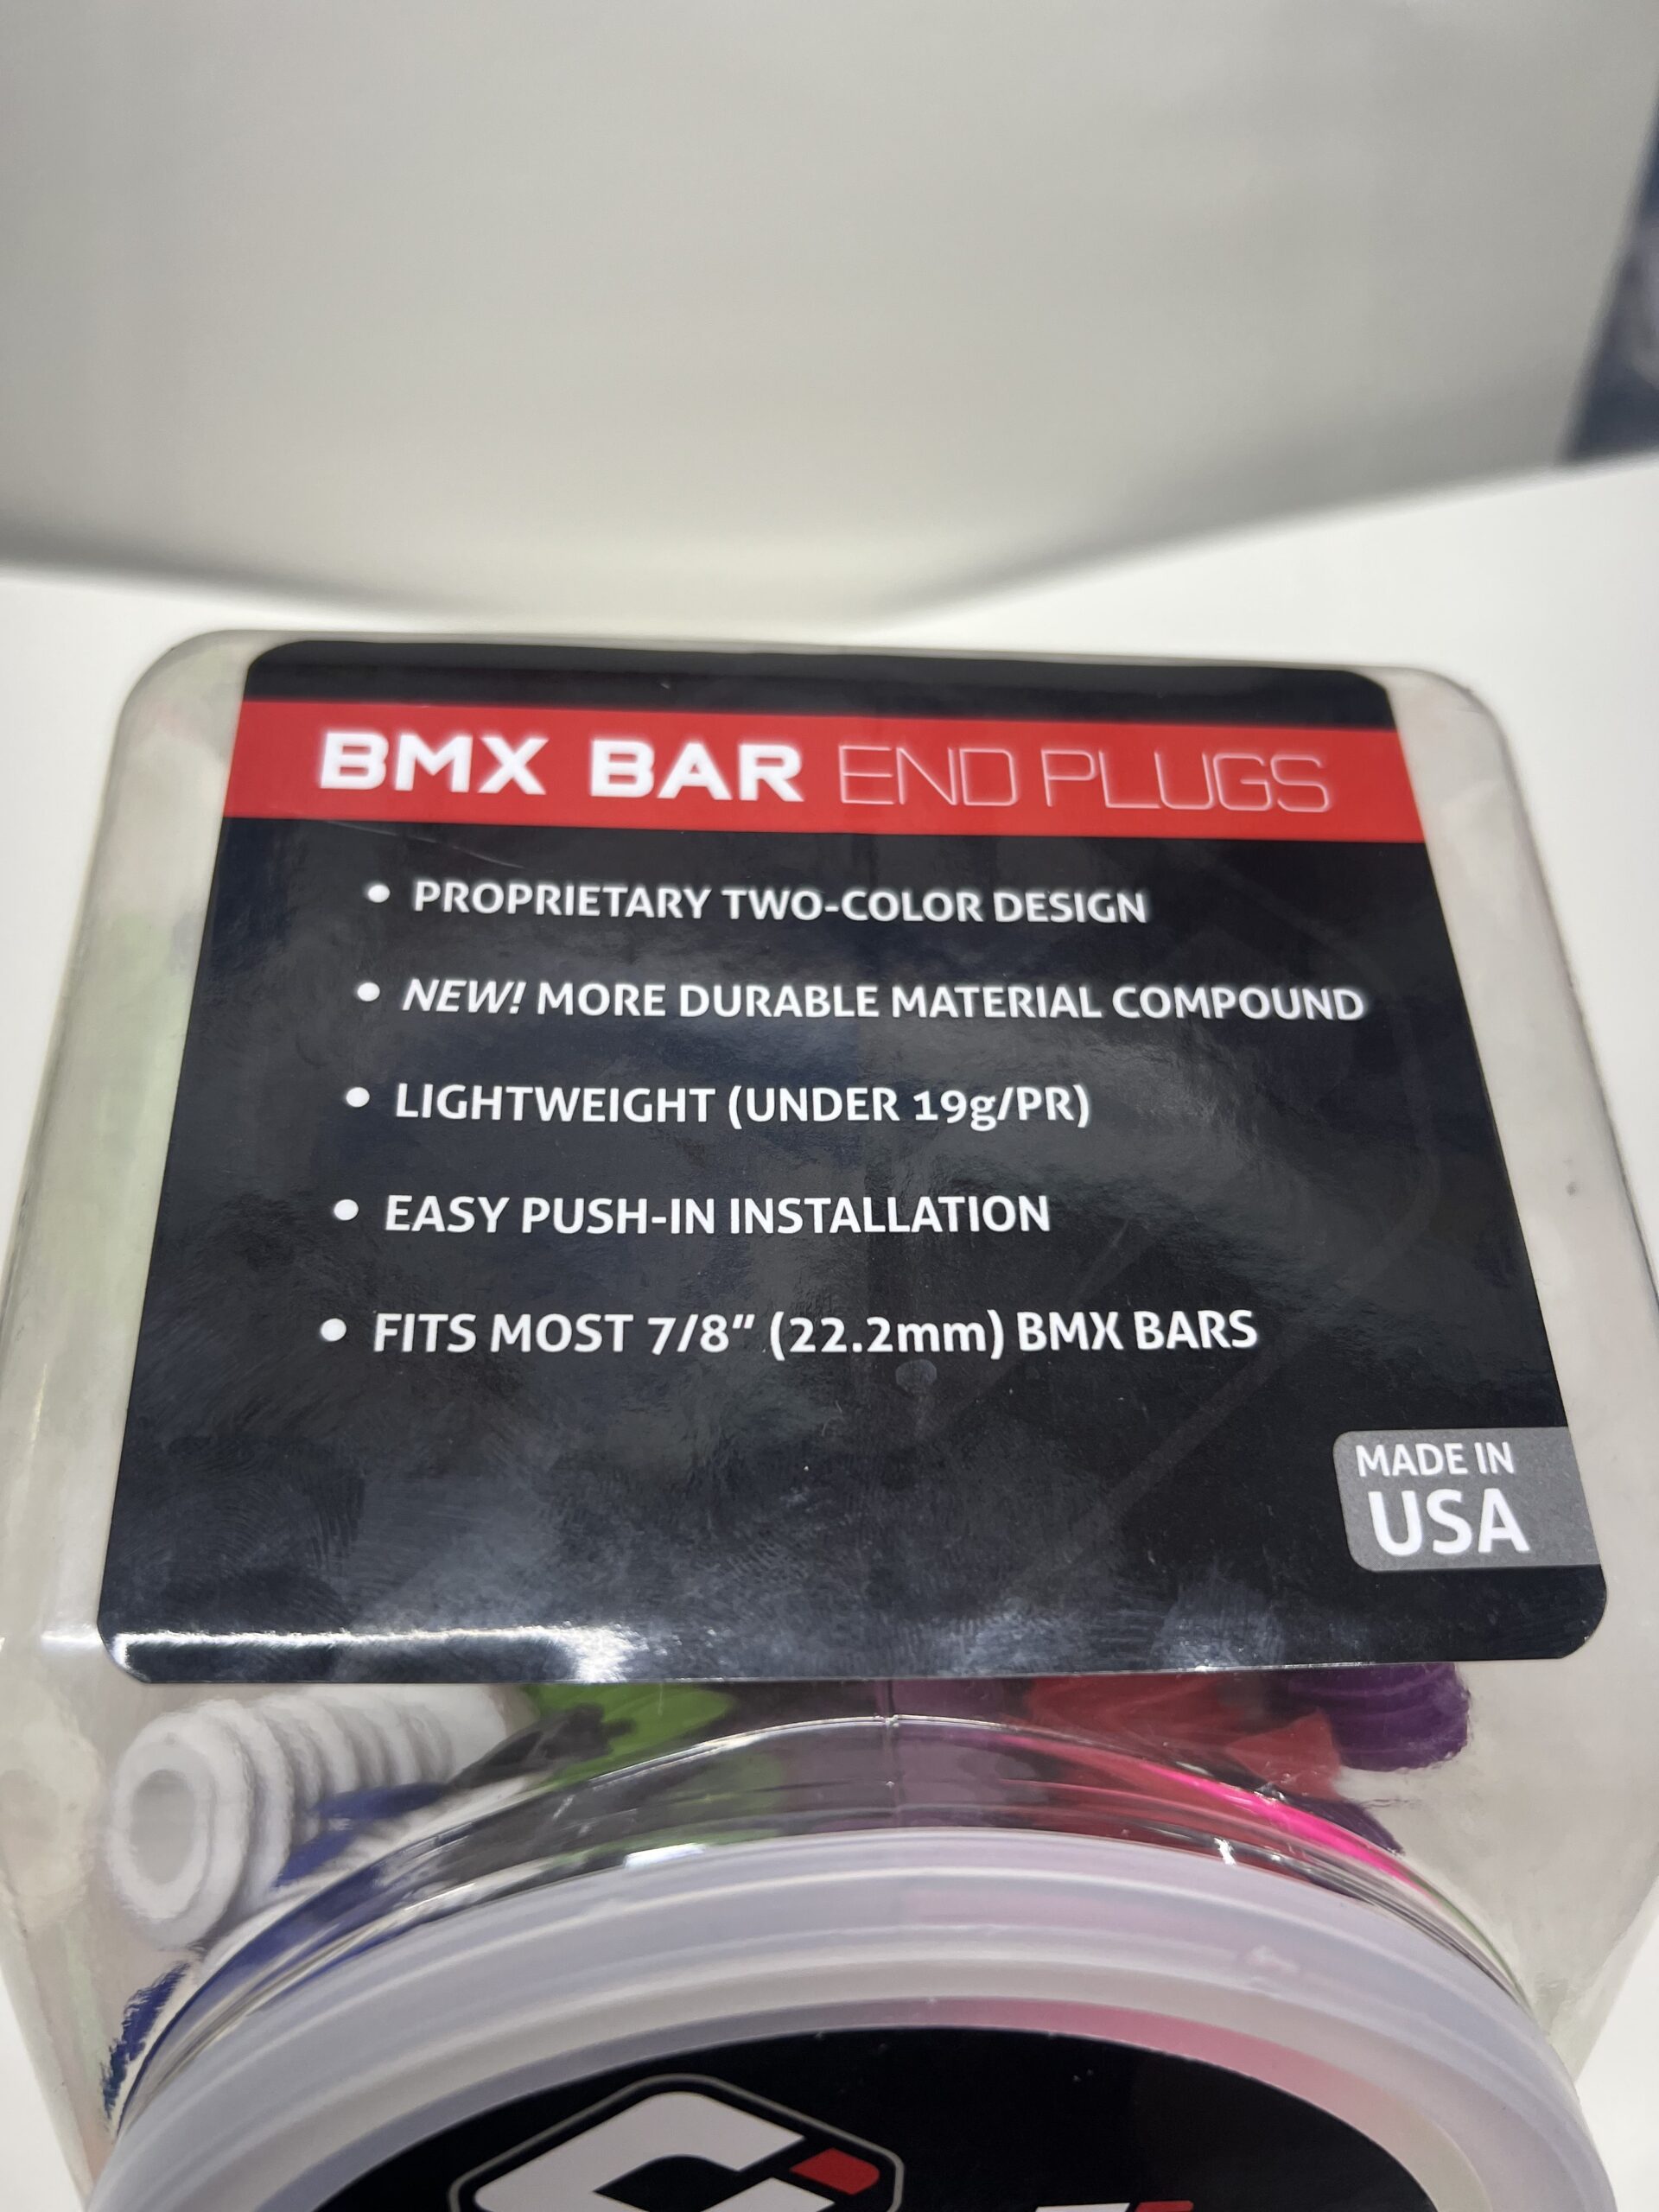 BMX BAR END PLUGS
• PROPRIETARY TWO-COLOR DESIGN
• NEW! MORE DURABLE MATERIAL COMPOUND
• LIGHTWEIGHT (UNDER 19g/PR)
• EASY PUSH-IN INSTALLATION
• FITS MOST 7/8" (22.2mm) BMX BARS
MADE IN
USA